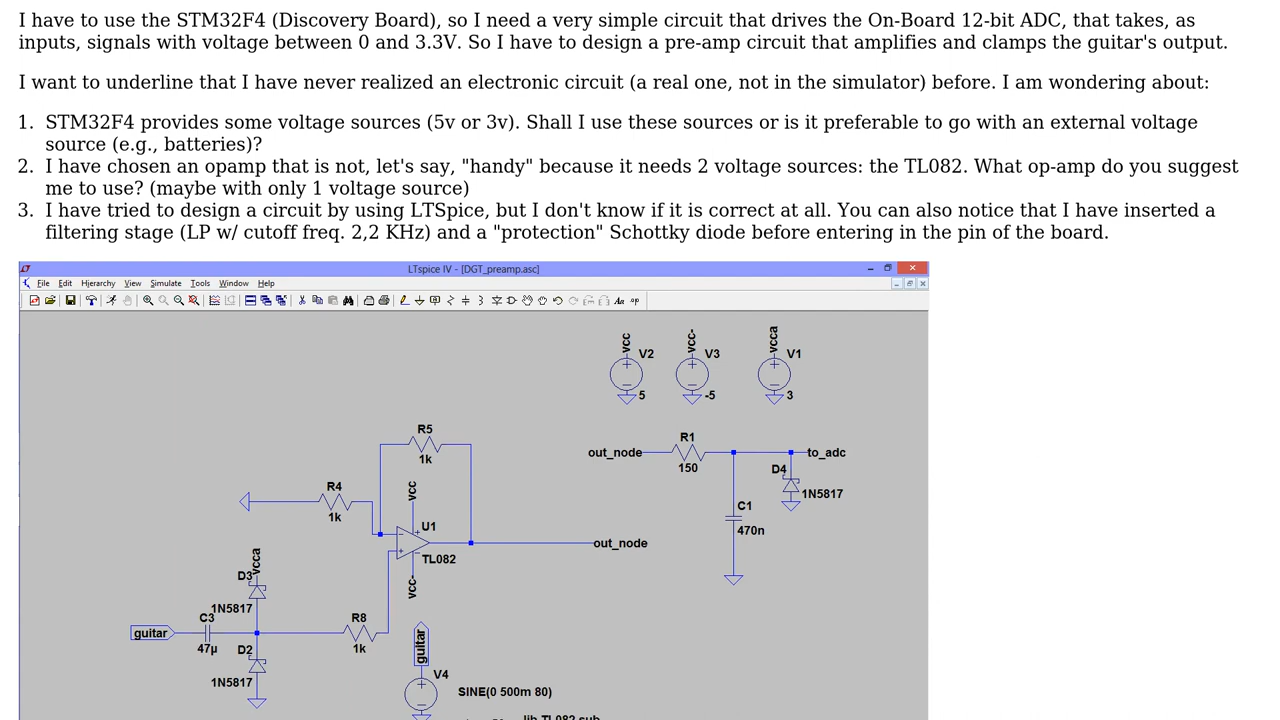 I have to use the STM32F4 (Discovery Board), so I need a very simple circuit that drives the On-Board 12-bit ADC, that takes, as
inputs, signals with voltage between 0 and 3.3V. So I have to design a pre-amp circuit that amplifies and clamps the guitar's output.
I want to underline that I have never realized an electronic circuit (a real one, not in the simulator) before. I am wondering about:
1. STM32F4 provides some voltage sources (5v or 3v). Shall I use these sources or is it preferable to go with an external voltage
source (e.g., batteries)?
2. I have chosen an opamp that is not, let's say, "handy" because it needs 2 voltage sources: the TL082. What op-amp do you suggest
me to use? (maybe with only 1 voltage source)
3. I have tried to design a circuit by using LTSpice, but I don't know if it is correct at all. You can also notice that I have inserted a
filtering stage (LP w/ cutoff freq. 2,2 KHz) and a "protection" Schottky diode before entering in the pin of the board.
LTspice IV - [DGT_preamp.asc]
File Edit Hierarchy View Simulate Tools Window Help
vcc
V2
5
vcc-
V3
-5
vcca
V1
3
R5
1k
out_node
R1
150
to_adc
D4
1N5817
C1
470n
R4
1k
vcc
U1
TL082
vcc-
out_node
vcca
D3
1N5817
guitar
C3
47µ
D2
1N5817
R8
1k
guitar
V4
SINE(0 500m 80)
.lib TL082.sub